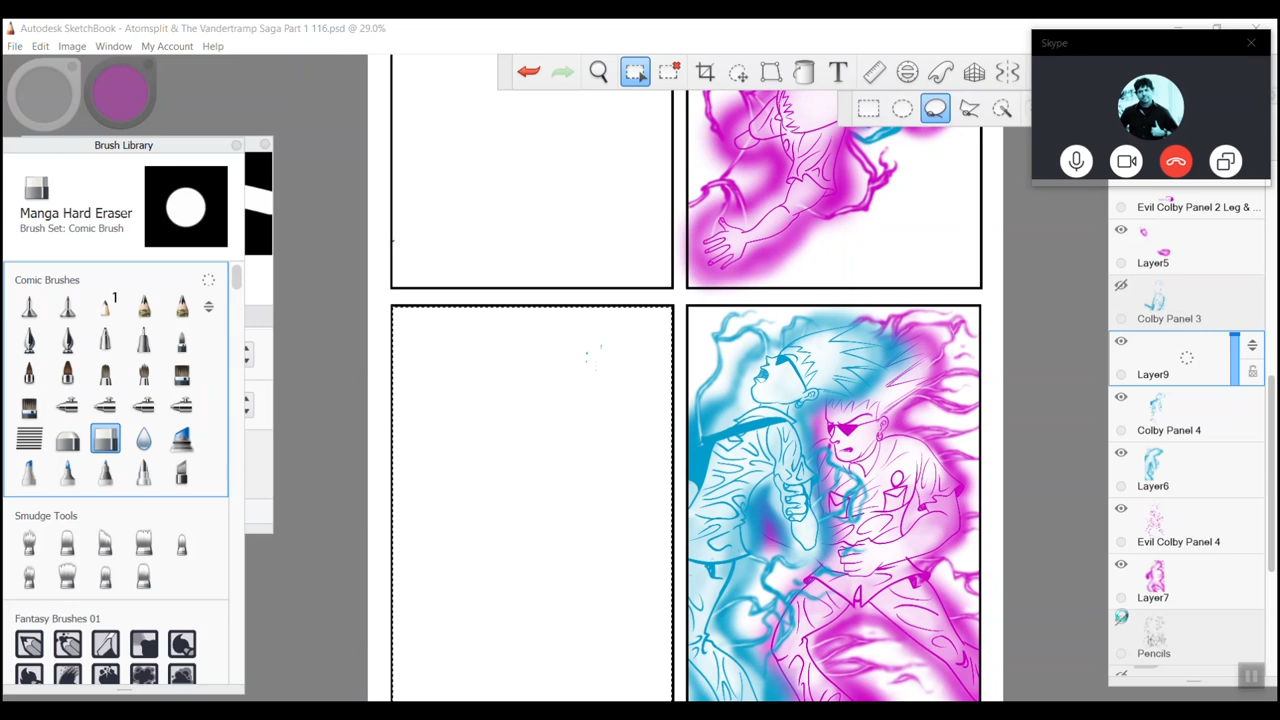 Autodesk SketchBook - Atomsplit & The Vandertramp Saga Part 1 116.psd @ 29.0%
File Edit Image Window My Account Help
Skype
Brush Library
Manga Hard Eraser
Brush Set: Comic Brush
Comic Brushes
1
Smudge Tools
Fantasy Brushes 01
T
Evil Colby Panel 2 Leg & ...
Layer5
Colby Panel 3
Layer9
Colby Panel 4
Layer6
Evil Colby Panel 4
Layer7
Pencils